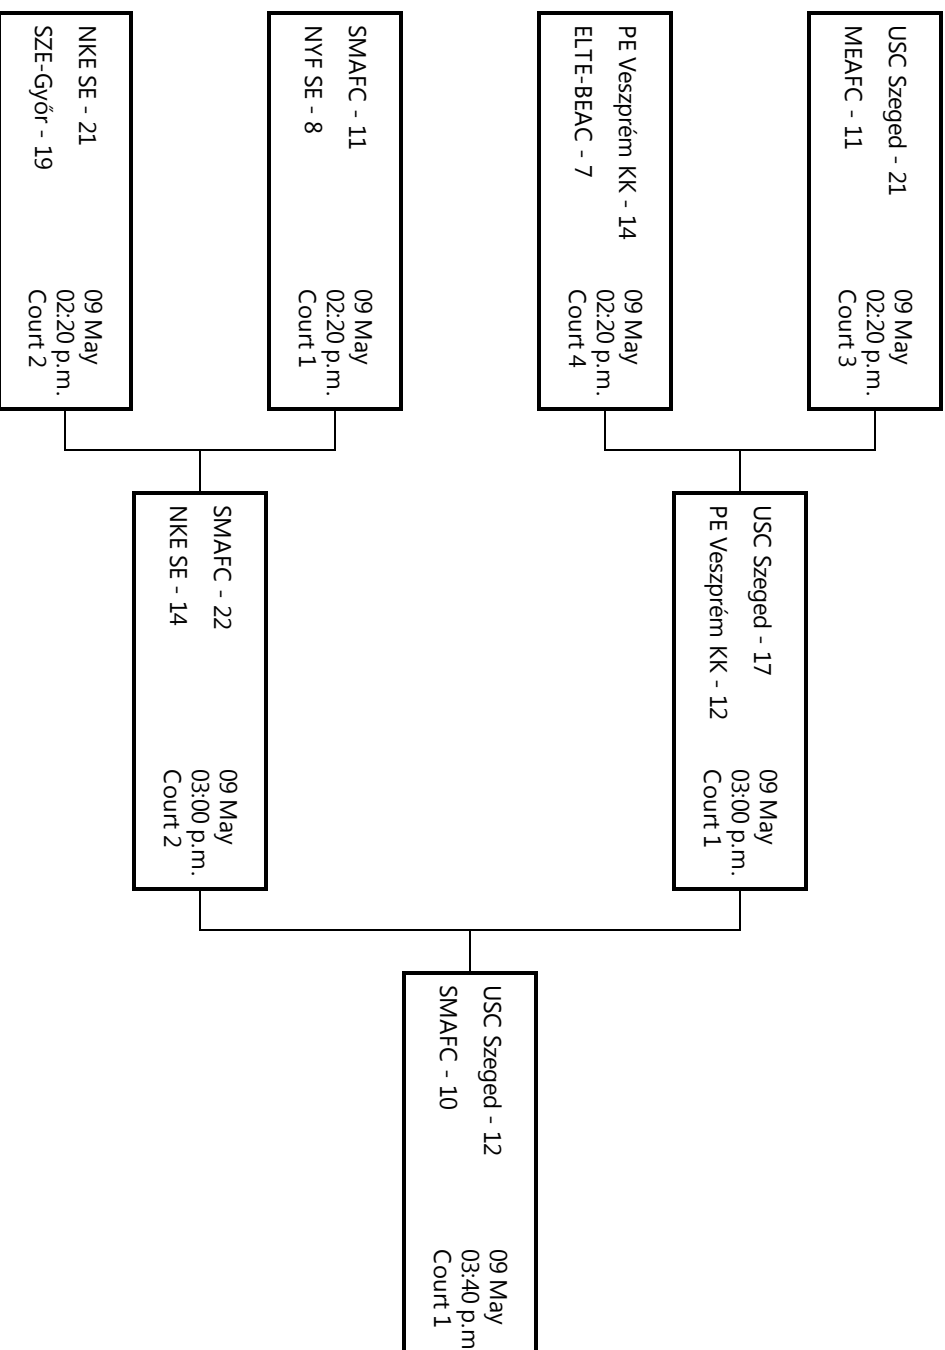 USC Szeged - 21
MEAFC - 11
09 May
02:20 p.m.
Court 3
PE Veszprém KK - 14
ELTE-BEAC - 7
09 May
02:20 p.m.
Court 4
SMAFC - 11
NYF SE - 8
09 May
02:20 p.m.
Court 1
NKE SE - 21
SZE-Győr - 19
09 May
02:20 p.m.
Court 2
USC Szeged - 17
PE Veszprém KK - 12
09 May
03:00 p.m.
Court 1
SMAFC - 22
NKE SE - 14
09 May
03:00 p.m.
Court 2
USC Szeged - 12
SMAFC - 10
09 May
03:40 p.m
Court 1